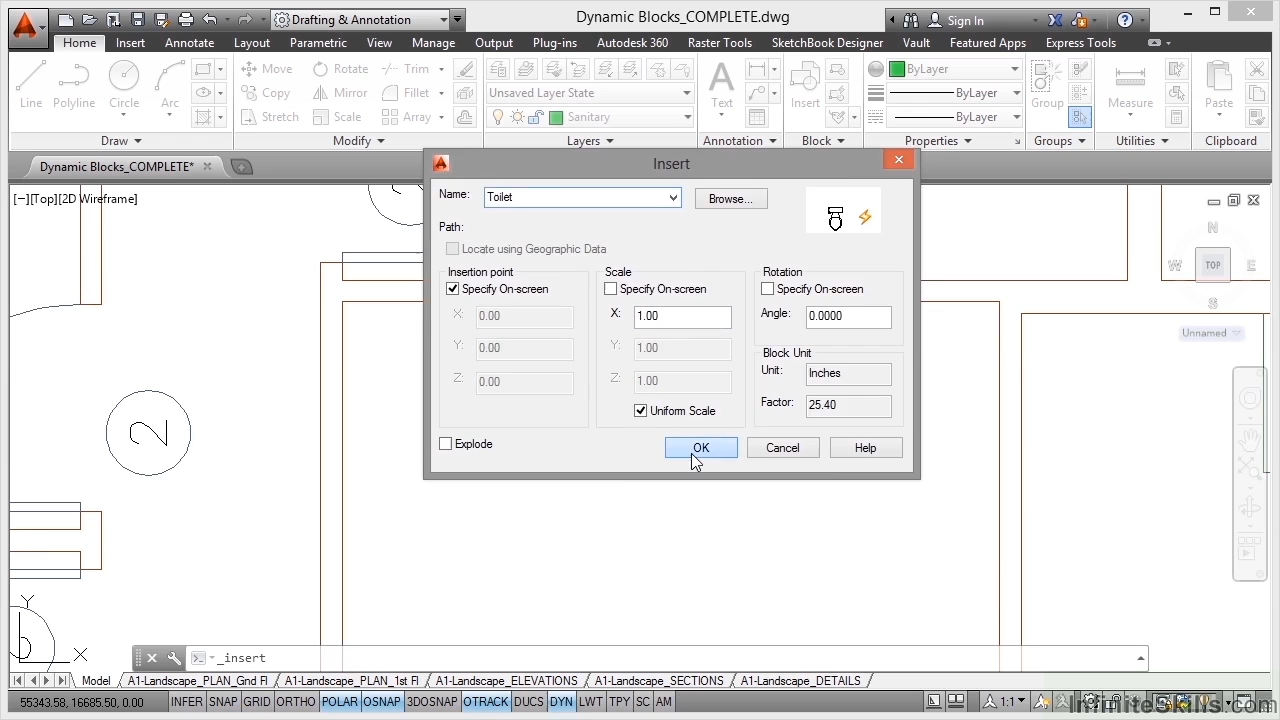 Drafting & Annotation
Dynamic Blocks_COMPLETE.dwg
Sign In
Home Insert Annotate Layout Parametric View Manage Output Plug-ins Autodesk 360 Raster Tools SketchBook Designer Vault Featured Apps Express Tools
Line Polyline Circle Arc
Move Rotate Trim
Copy Mirror Fillet
Stretch Scale Array
Unsaved Layer State
Sanitary
Text Insert
ByLayer
ByLayer
ByLayer
Group Measure Paste
Draw Modify Layers Annotation Block Properties Groups Utilities Clipboard
Dynamic Blocks_COMPLETE*
[−][Top][2D Wireframe]
Insert
Name: Toilet Browse...
Path:
Locate using Geographic Data
Insertion point Scale Rotation
Specify On-screen Specify On-screen Specify On-screen
X: 0.00 X: 1.00 Angle: 0.0000
Y: 0.00 Y: 1.00
Block Unit
Unit: Inches
Z: 0.00 Z: 1.00
Factor: 25.40
Uniform Scale
Explode
OK Cancel Help
N
W TOP E
S
Unnamed
2
Y
X
_insert
Model A1-Landscape_PLAN_Gnd Fl A1-Landscape_PLAN_1st Fl A1-Landscape_ELEVATIONS A1-Landscape_SECTIONS A1-Landscape_DETAILS
55343.58, 16685.50, 0.00 INFER SNAP GRID ORTHO POLAR OSNAP 3DOSNAP OTRACK DUCS DYN LWT TPY SC AM 1:1
InfiniteSkills.com